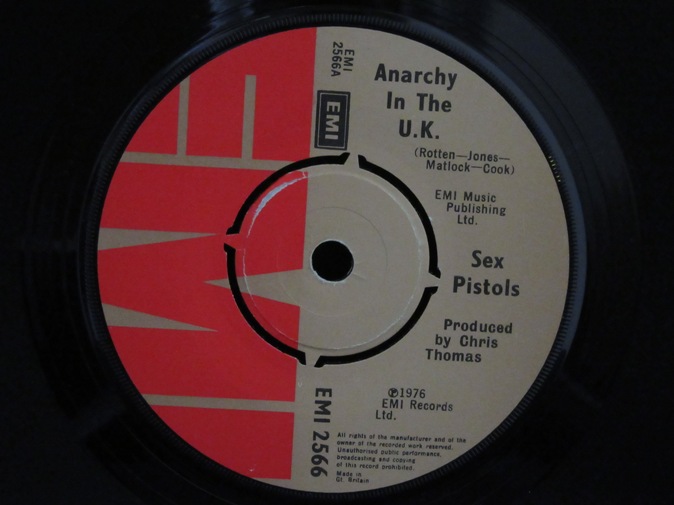 EMI
2566A
EMI
Anarchy
In The
U.K.
(Rotten—Jones—
Matlock—Cook)
EMI Music
Publishing
Ltd.
Sex
Pistols
Produced
by Chris
Thomas
℗1976
EMI Records
Ltd.
EMI 2566
All rights of the manufacturer and of the
owner of the recorded work reserved.
Unauthorised public performance,
broadcasting and copying
of this record prohibited.
Made in
Gt. Britain
EMI